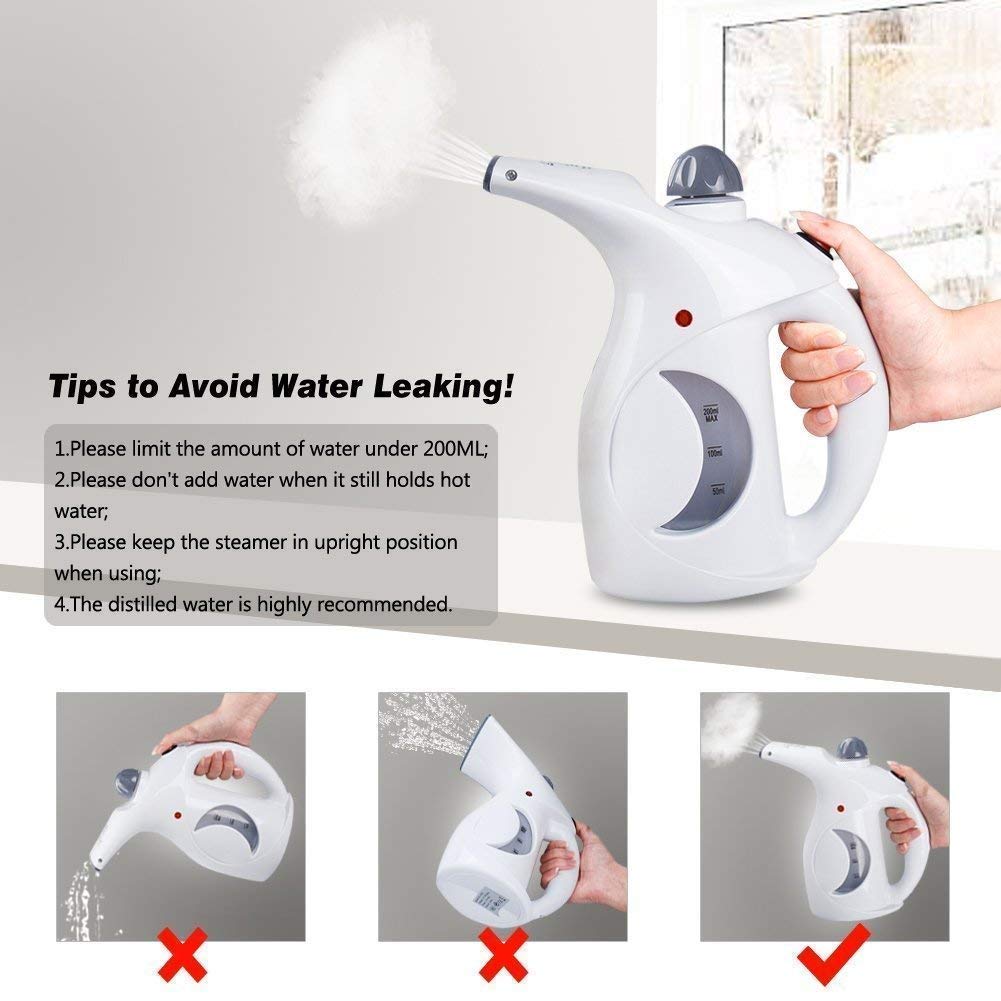 Tips to Avoid Water Leaking!
1.Please limit the amount of water under 200ML;
2.Please don't add water when it still holds hot
water;
3.Please keep the steamer in upright position
when using;
4.The distilled water is highly recommended.
200ml
MAX
100ml
50ml